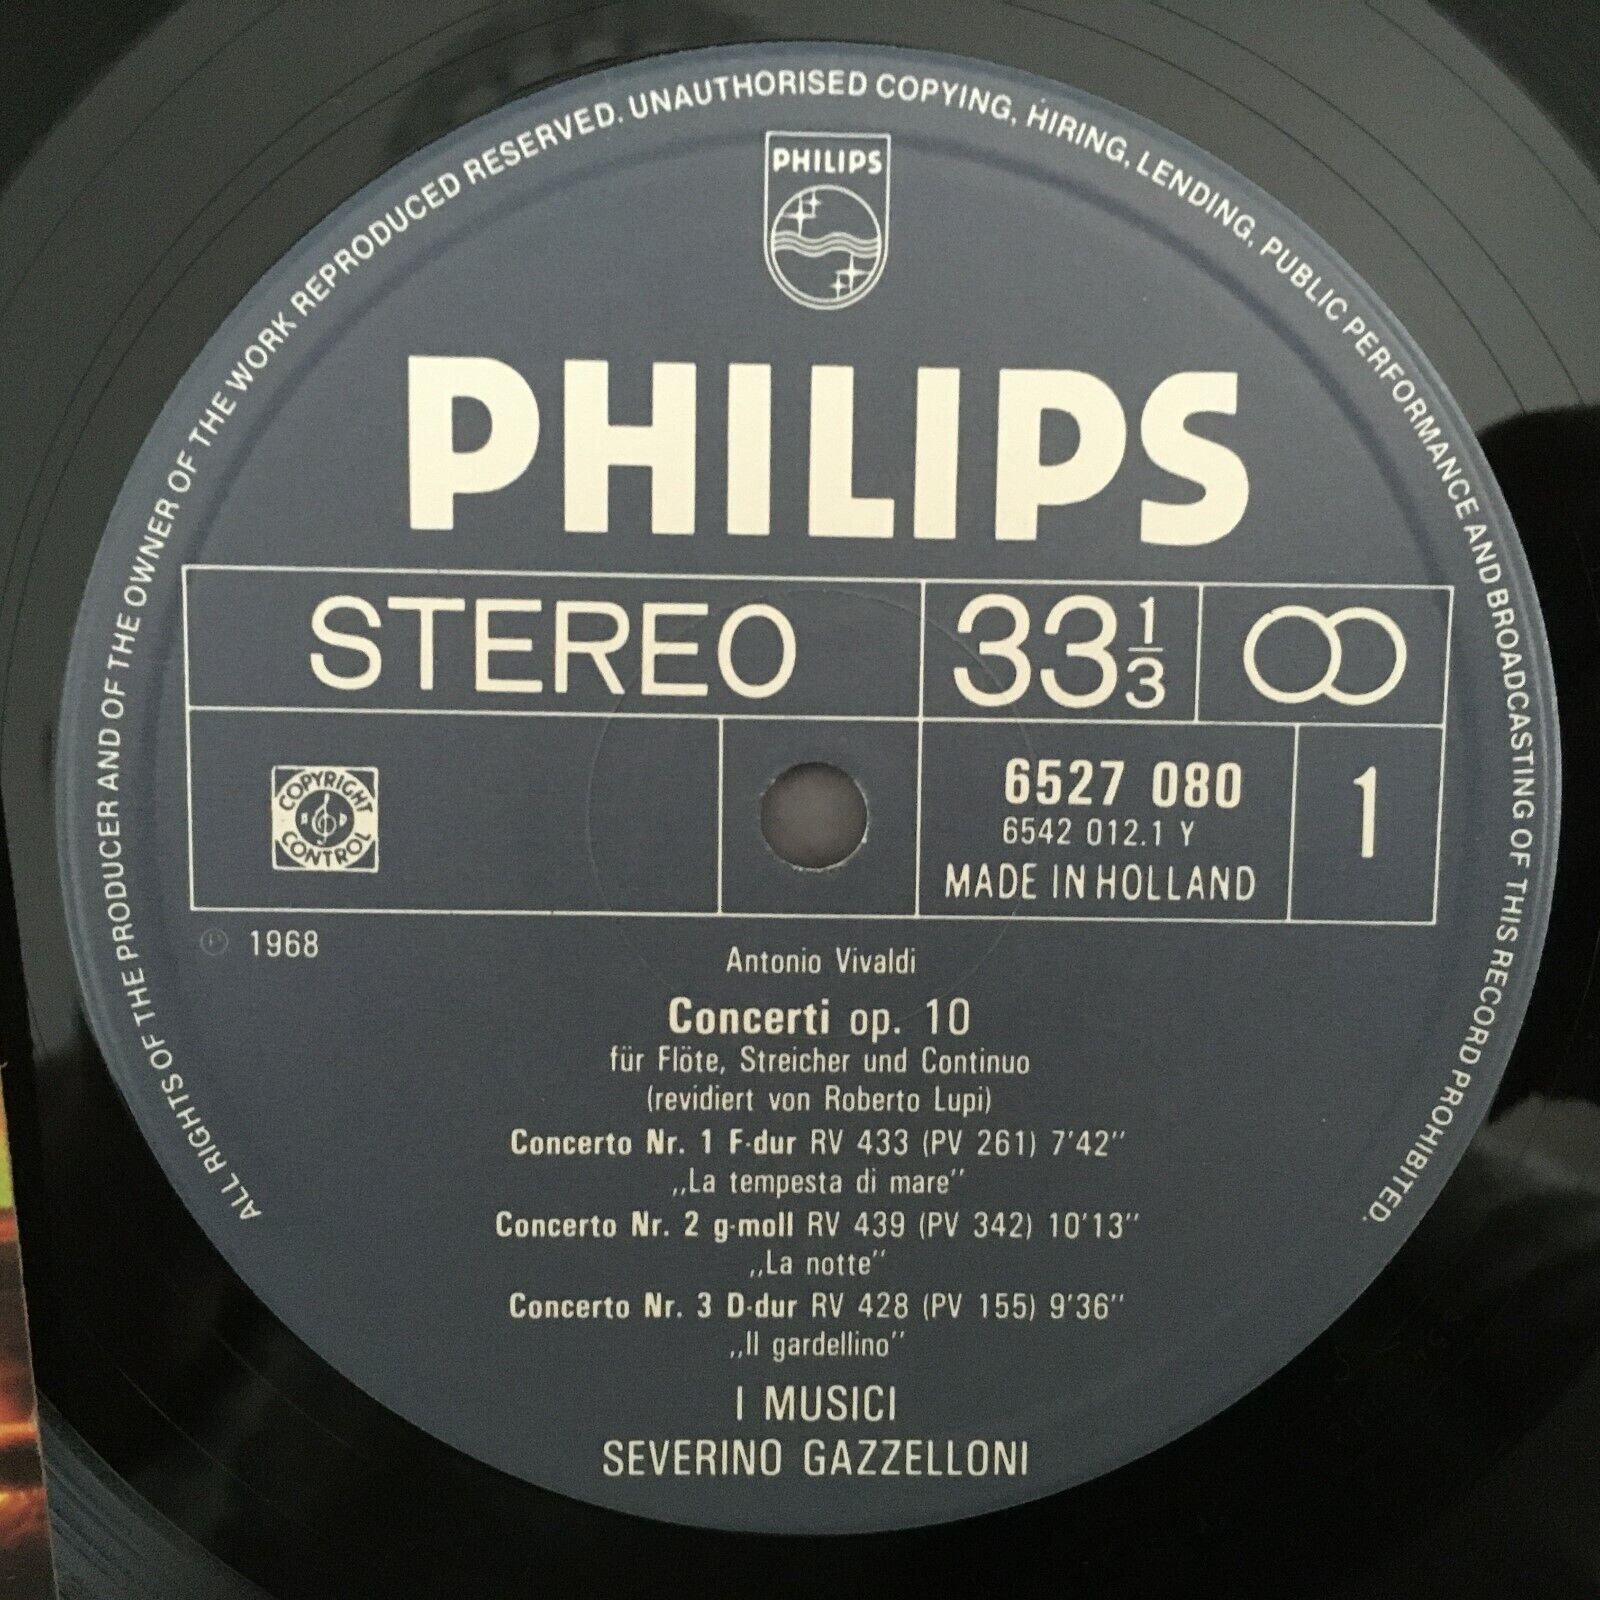 ALL RIGHTS OF THE PRODUCER AND OF THE OWNER OF THE WORK REPRODUCED RESERVED. UNAUTHORISED COPYING, HIRING, LENDING, PUBLIC PERFORMANCE AND BROADCASTING OF THIS RECORD PROHIBITED.
PHILIPS
PHILIPS
STEREO 33 1/3
COPYRIGHT CONTROL
6527 080 1
6542 012.1 Y
MADE IN HOLLAND
℗ 1968
Antonio Vivaldi
Concerti op. 10
für Flöte, Streicher und Continuo
(revidiert von Roberto Lupi)
Concerto Nr. 1 F-dur RV 433 (PV 261) 7'42''
,,La tempesta di mare''
Concerto Nr. 2 g-moll RV 439 (PV 342) 10'13''
,,La notte''
Concerto Nr. 3 D-dur RV 428 (PV 155) 9'36''
,,Il gardellino''
I MUSICI
SEVERINO GAZZELLONI